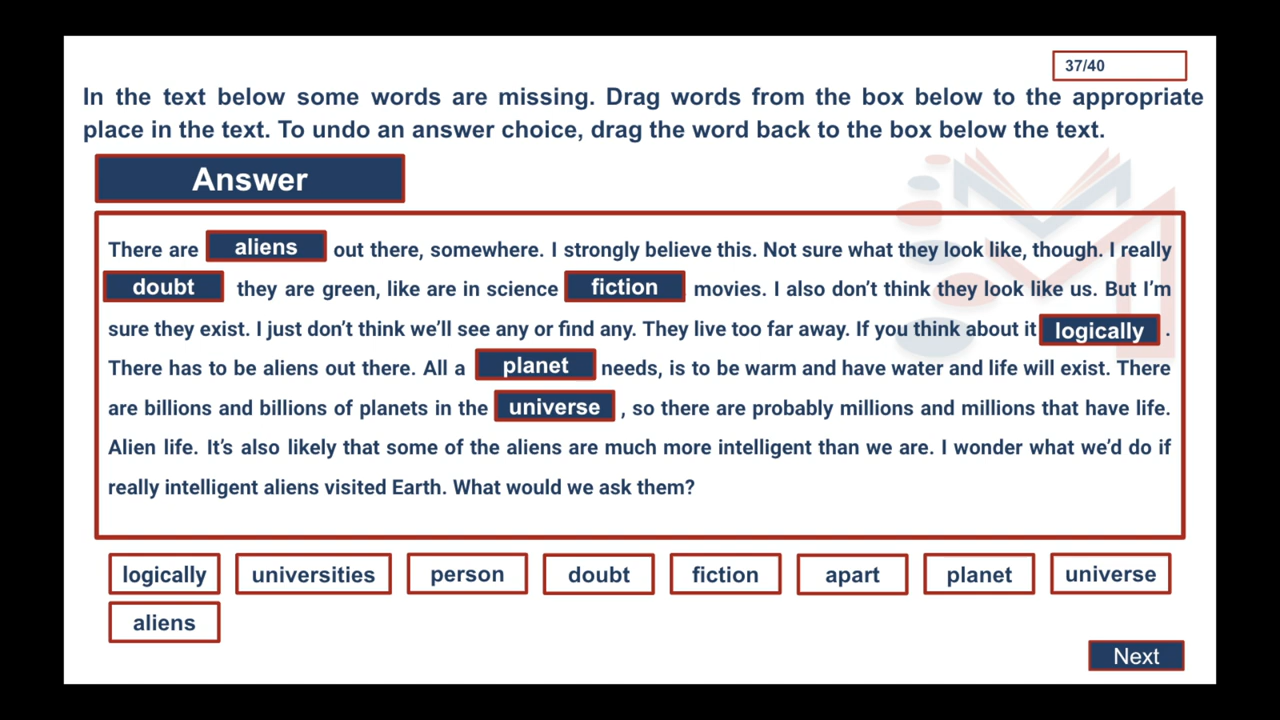 37/40
In the text below some words are missing. Drag words from the box below to the appropriate
place in the text. To undo an answer choice, drag the word back to the box below the text.
Answer
There are aliens out there, somewhere. I strongly believe this. Not sure what they look like, though. I really
doubt they are green, like are in science fiction movies. I also don’t think they look like us. But I’m
sure they exist. I just don’t think we’ll see any or find any. They live too far away. If you think about it logically .
There has to be aliens out there. All a planet needs, is to be warm and have water and life will exist. There
are billions and billions of planets in the universe , so there are probably millions and millions that have life.
Alien life. It’s also likely that some of the aliens are much more intelligent than we are. I wonder what we’d do if
really intelligent aliens visited Earth. What would we ask them?
logically universities person doubt fiction apart planet universe
aliens
Next